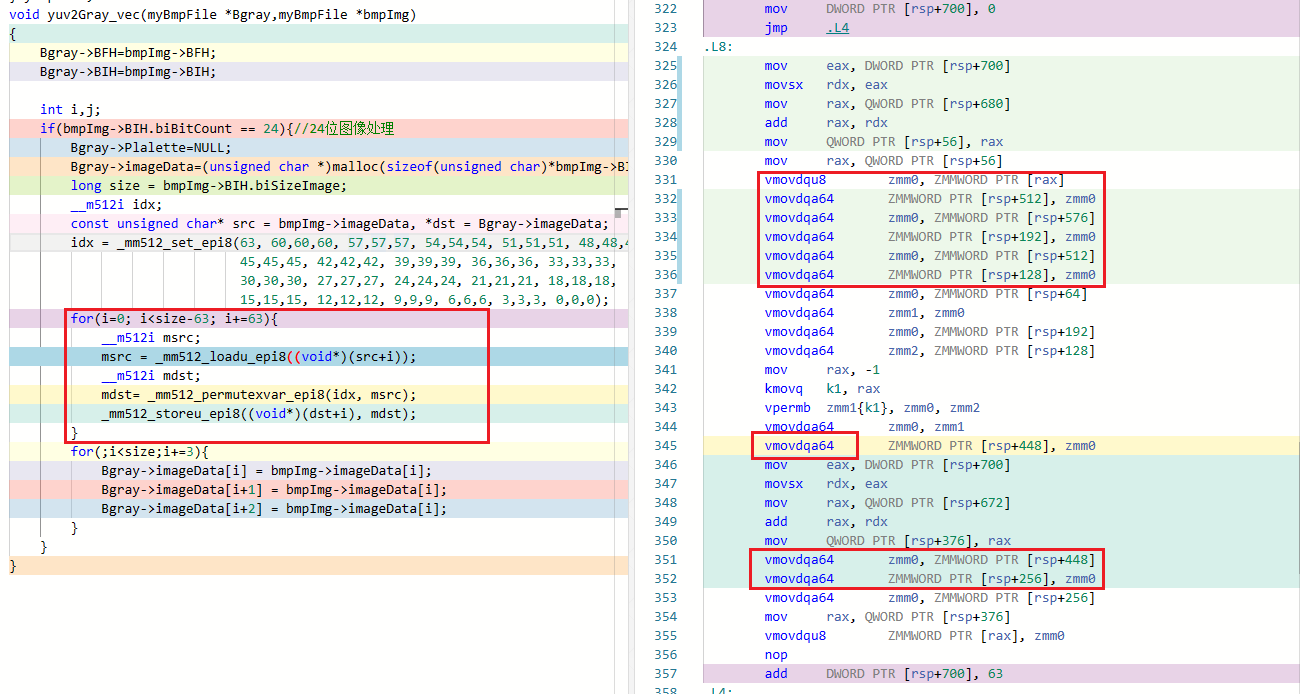 void yuv2Gray_vec(myBmpFile *Bgray,myBmpFile *bmpImg)
{
    Bgray->BFH=bmpImg->BFH;
    Bgray->BIH=bmpImg->BIH;
    int i,j;
    if(bmpImg->BIH.biBitCount == 24){//24位图像处理
        Bgray->Plalette=NULL;
        Bgray->imageData=(unsigned char *)malloc(sizeof(unsigned char)*bmpImg->BI
        long size = bmpImg->BIH.biSizeImage;
        __m512i idx;
        const unsigned char* src = bmpImg->imageData, *dst = Bgray->imageData;
        idx = _mm512_set_epi8(63, 60,60,60, 57,57,57, 54,54,54, 51,51,51, 48,48,
                              45,45,45, 42,42,42, 39,39,39, 36,36,36, 33,33,33,
                              30,30,30, 27,27,27, 24,24,24, 21,21,21, 18,18,18,
                              15,15,15, 12,12,12, 9,9,9, 6,6,6, 3,3,3, 0,0,0);
        for(i=0; i<size-63; i+=63){
            __m512i msrc;
            msrc = _mm512_loadu_epi8((void*)(src+i));
            __m512i mdst;
            mdst= _mm512_permutexvar_epi8(idx, msrc);
            _mm512_storeu_epi8((void*)(dst+i), mdst);
        }
        for(;i<size;i+=3){
            Bgray->imageData[i] = bmpImg->imageData[i];
            Bgray->imageData[i+1] = bmpImg->imageData[i];
            Bgray->imageData[i+2] = bmpImg->imageData[i];
        }
    }
}
322 mov DWORD PTR [rsp+700], 0
323 jmp .L4
324 .L8:
325 mov eax, DWORD PTR [rsp+700]
326 movsx rdx, eax
327 mov rax, QWORD PTR [rsp+680]
328 add rax, rdx
329 mov QWORD PTR [rsp+56], rax
330 mov rax, QWORD PTR [rsp+56]
331 vmovdqu8 zmm0, ZMMWORD PTR [rax]
332 vmovdqa64 ZMMWORD PTR [rsp+512], zmm0
333 vmovdqa64 zmm0, ZMMWORD PTR [rsp+576]
334 vmovdqa64 ZMMWORD PTR [rsp+192], zmm0
335 vmovdqa64 zmm0, ZMMWORD PTR [rsp+512]
336 vmovdqa64 ZMMWORD PTR [rsp+128], zmm0
337 vmovdqa64 zmm0, ZMMWORD PTR [rsp+64]
338 vmovdqa64 zmm1, zmm0
339 vmovdqa64 zmm0, ZMMWORD PTR [rsp+192]
340 vmovdqa64 zmm2, ZMMWORD PTR [rsp+128]
341 mov rax, -1
342 kmovq k1, rax
343 vpermb zmm1{k1}, zmm0, zmm2
344 vmovdqa64 zmm0, zmm1
345 vmovdqa64 ZMMWORD PTR [rsp+448], zmm0
346 mov eax, DWORD PTR [rsp+700]
347 movsx rdx, eax
348 mov rax, QWORD PTR [rsp+672]
349 add rax, rdx
350 mov QWORD PTR [rsp+376], rax
351 vmovdqa64 zmm0, ZMMWORD PTR [rsp+448]
352 vmovdqa64 ZMMWORD PTR [rsp+256], zmm0
353 vmovdqa64 zmm0, ZMMWORD PTR [rsp+256]
354 mov rax, QWORD PTR [rsp+376]
355 vmovdqu8 ZMMWORD PTR [rax], zmm0
356 nop
357 add DWORD PTR [rsp+700], 63
358 .L4: